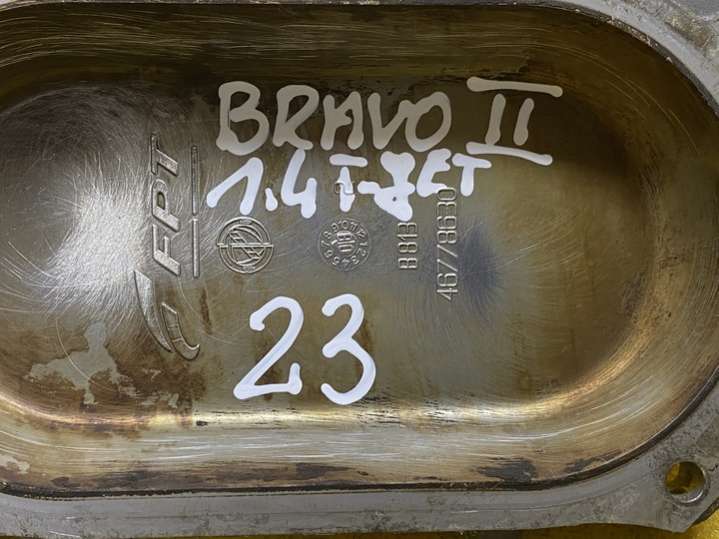 BRAVO II
1.4 T-JET
23
FPT
B813
46778630